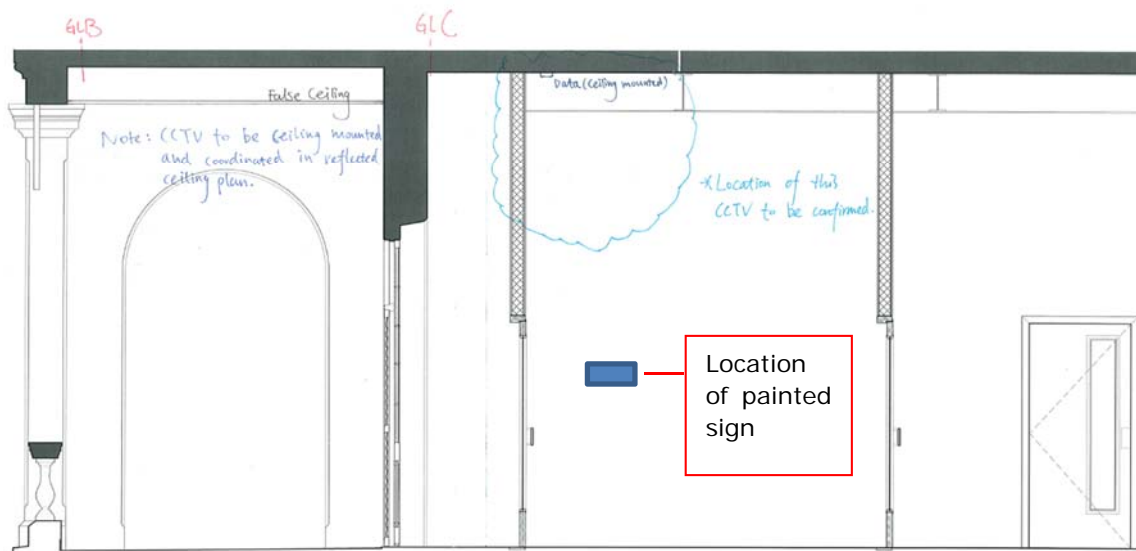 GLB
GLC
False Ceiling
Data (Ceiling mounted)
Note: CCTV to be ceiling mounted
and coordinated in reflected
ceiling plan.
* Location of this
CCTV to be confirmed.
Location
of painted
sign